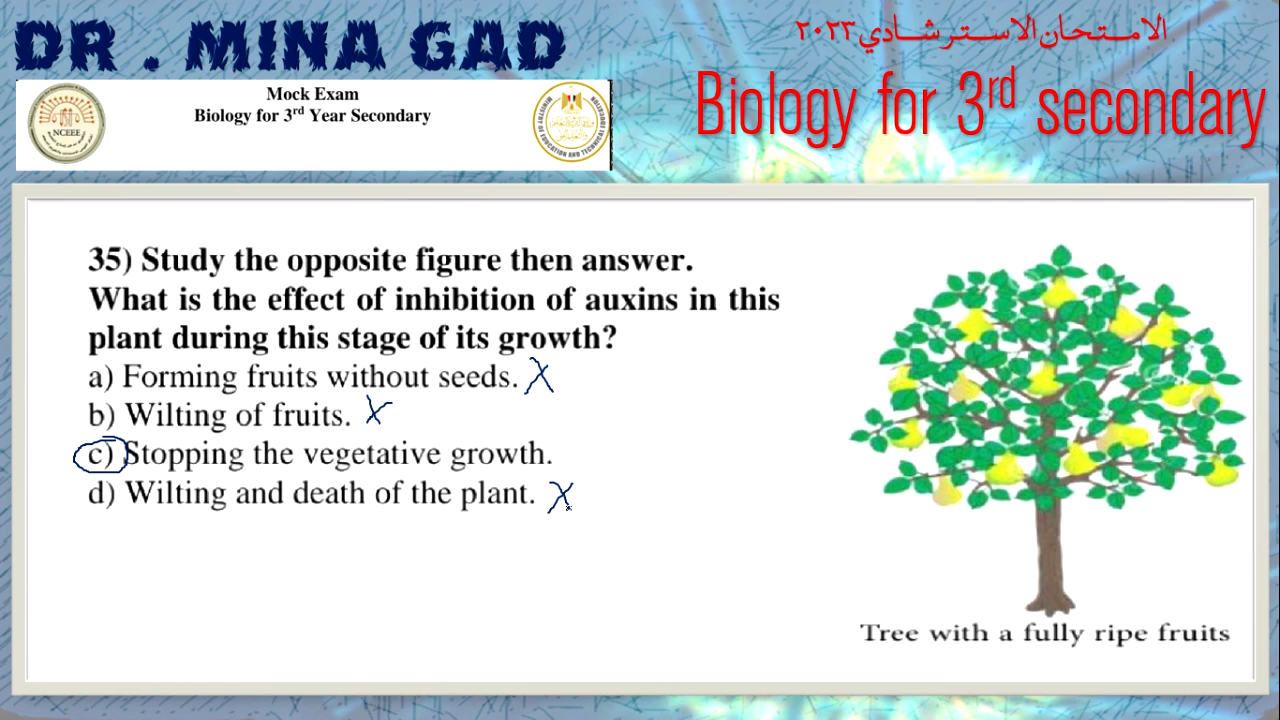 DR . MINA GAD
الامتحان الاسترشادي ٢٠٢٣
Mock Exam
Biology for 3rd Year Secondary
NCEEE
Biology for 3rd secondary
35) Study the opposite figure then answer.
What is the effect of inhibition of auxins in this
plant during this stage of its growth?
a) Forming fruits without seeds. X
b) Wilting of fruits. X
c) Stopping the vegetative growth.
d) Wilting and death of the plant. X
Tree with a fully ripe fruits